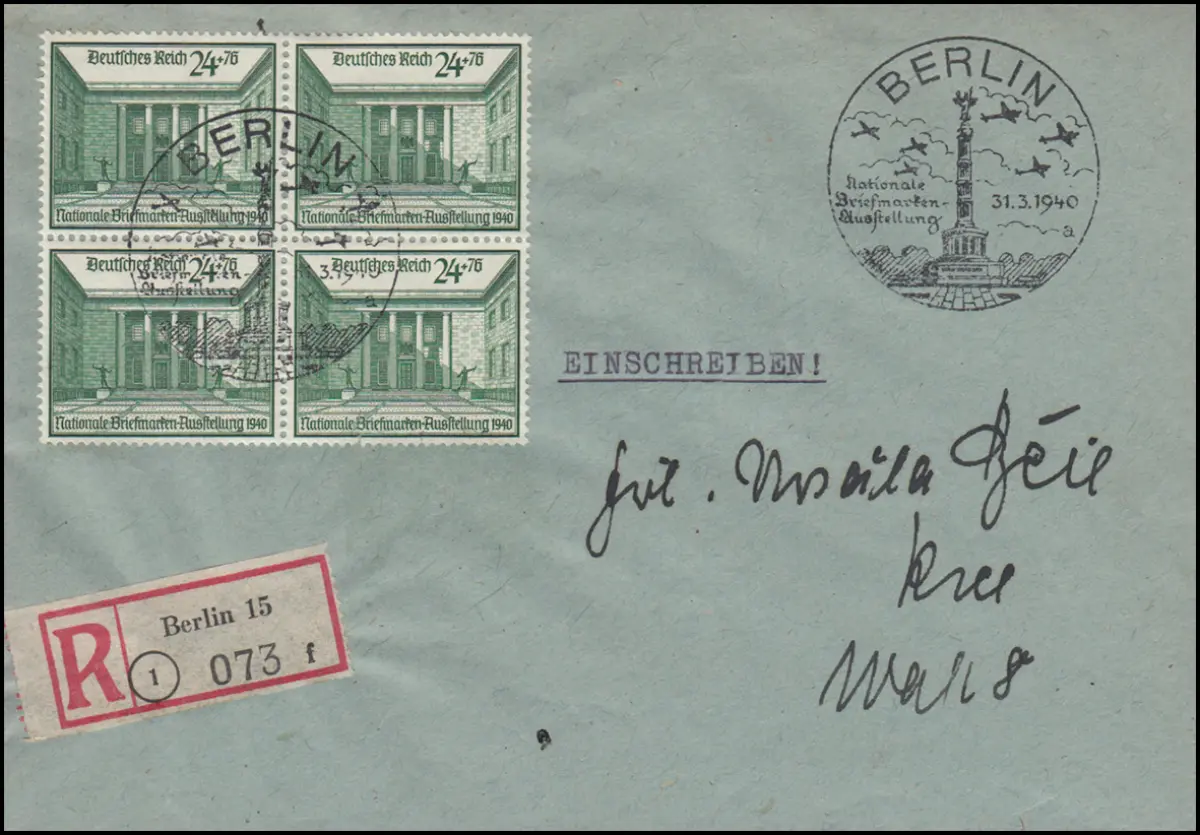 Deutsches Reich 24+76
Nationale Briefmarken-Ausstellung 1940
Deutsches Reich 24+76
Nationale Briefmarken-Ausstellung 1940
Deutsches Reich 24+76
Nationale Briefmarken-Ausstellung 1940
Deutsches Reich 24+76
Nationale Briefmarken-Ausstellung 1940
BERLIN
Briefmarken-
Ausstellung
a
BERLIN
Nationale
Briefmarken-
Ausstellung
31.3.1940
a
EINSCHREIBEN!
R
Berlin 15
1 073 f